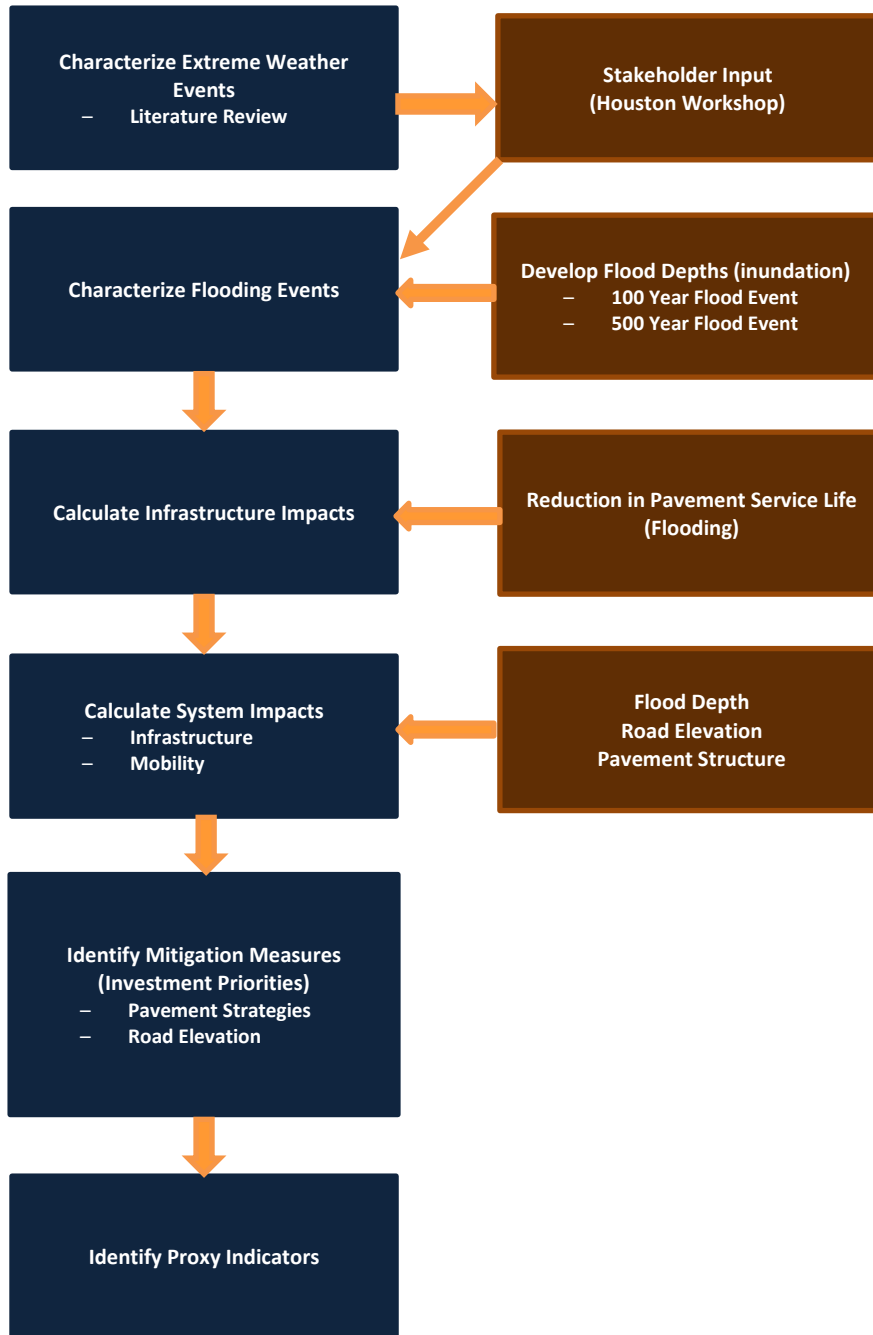 Characterize Extreme Weather
Events
– Literature Review
Stakeholder Input
(Houston Workshop)
Characterize Flooding Events
Develop Flood Depths (inundation)
– 100 Year Flood Event
– 500 Year Flood Event
Calculate Infrastructure Impacts
Reduction in Pavement Service Life
(Flooding)
Calculate System Impacts
– Infrastructure
– Mobility
Flood Depth
Road Elevation
Pavement Structure
Identify Mitigation Measures
(Investment Priorities)
– Pavement Strategies
– Road Elevation
Identify Proxy Indicators